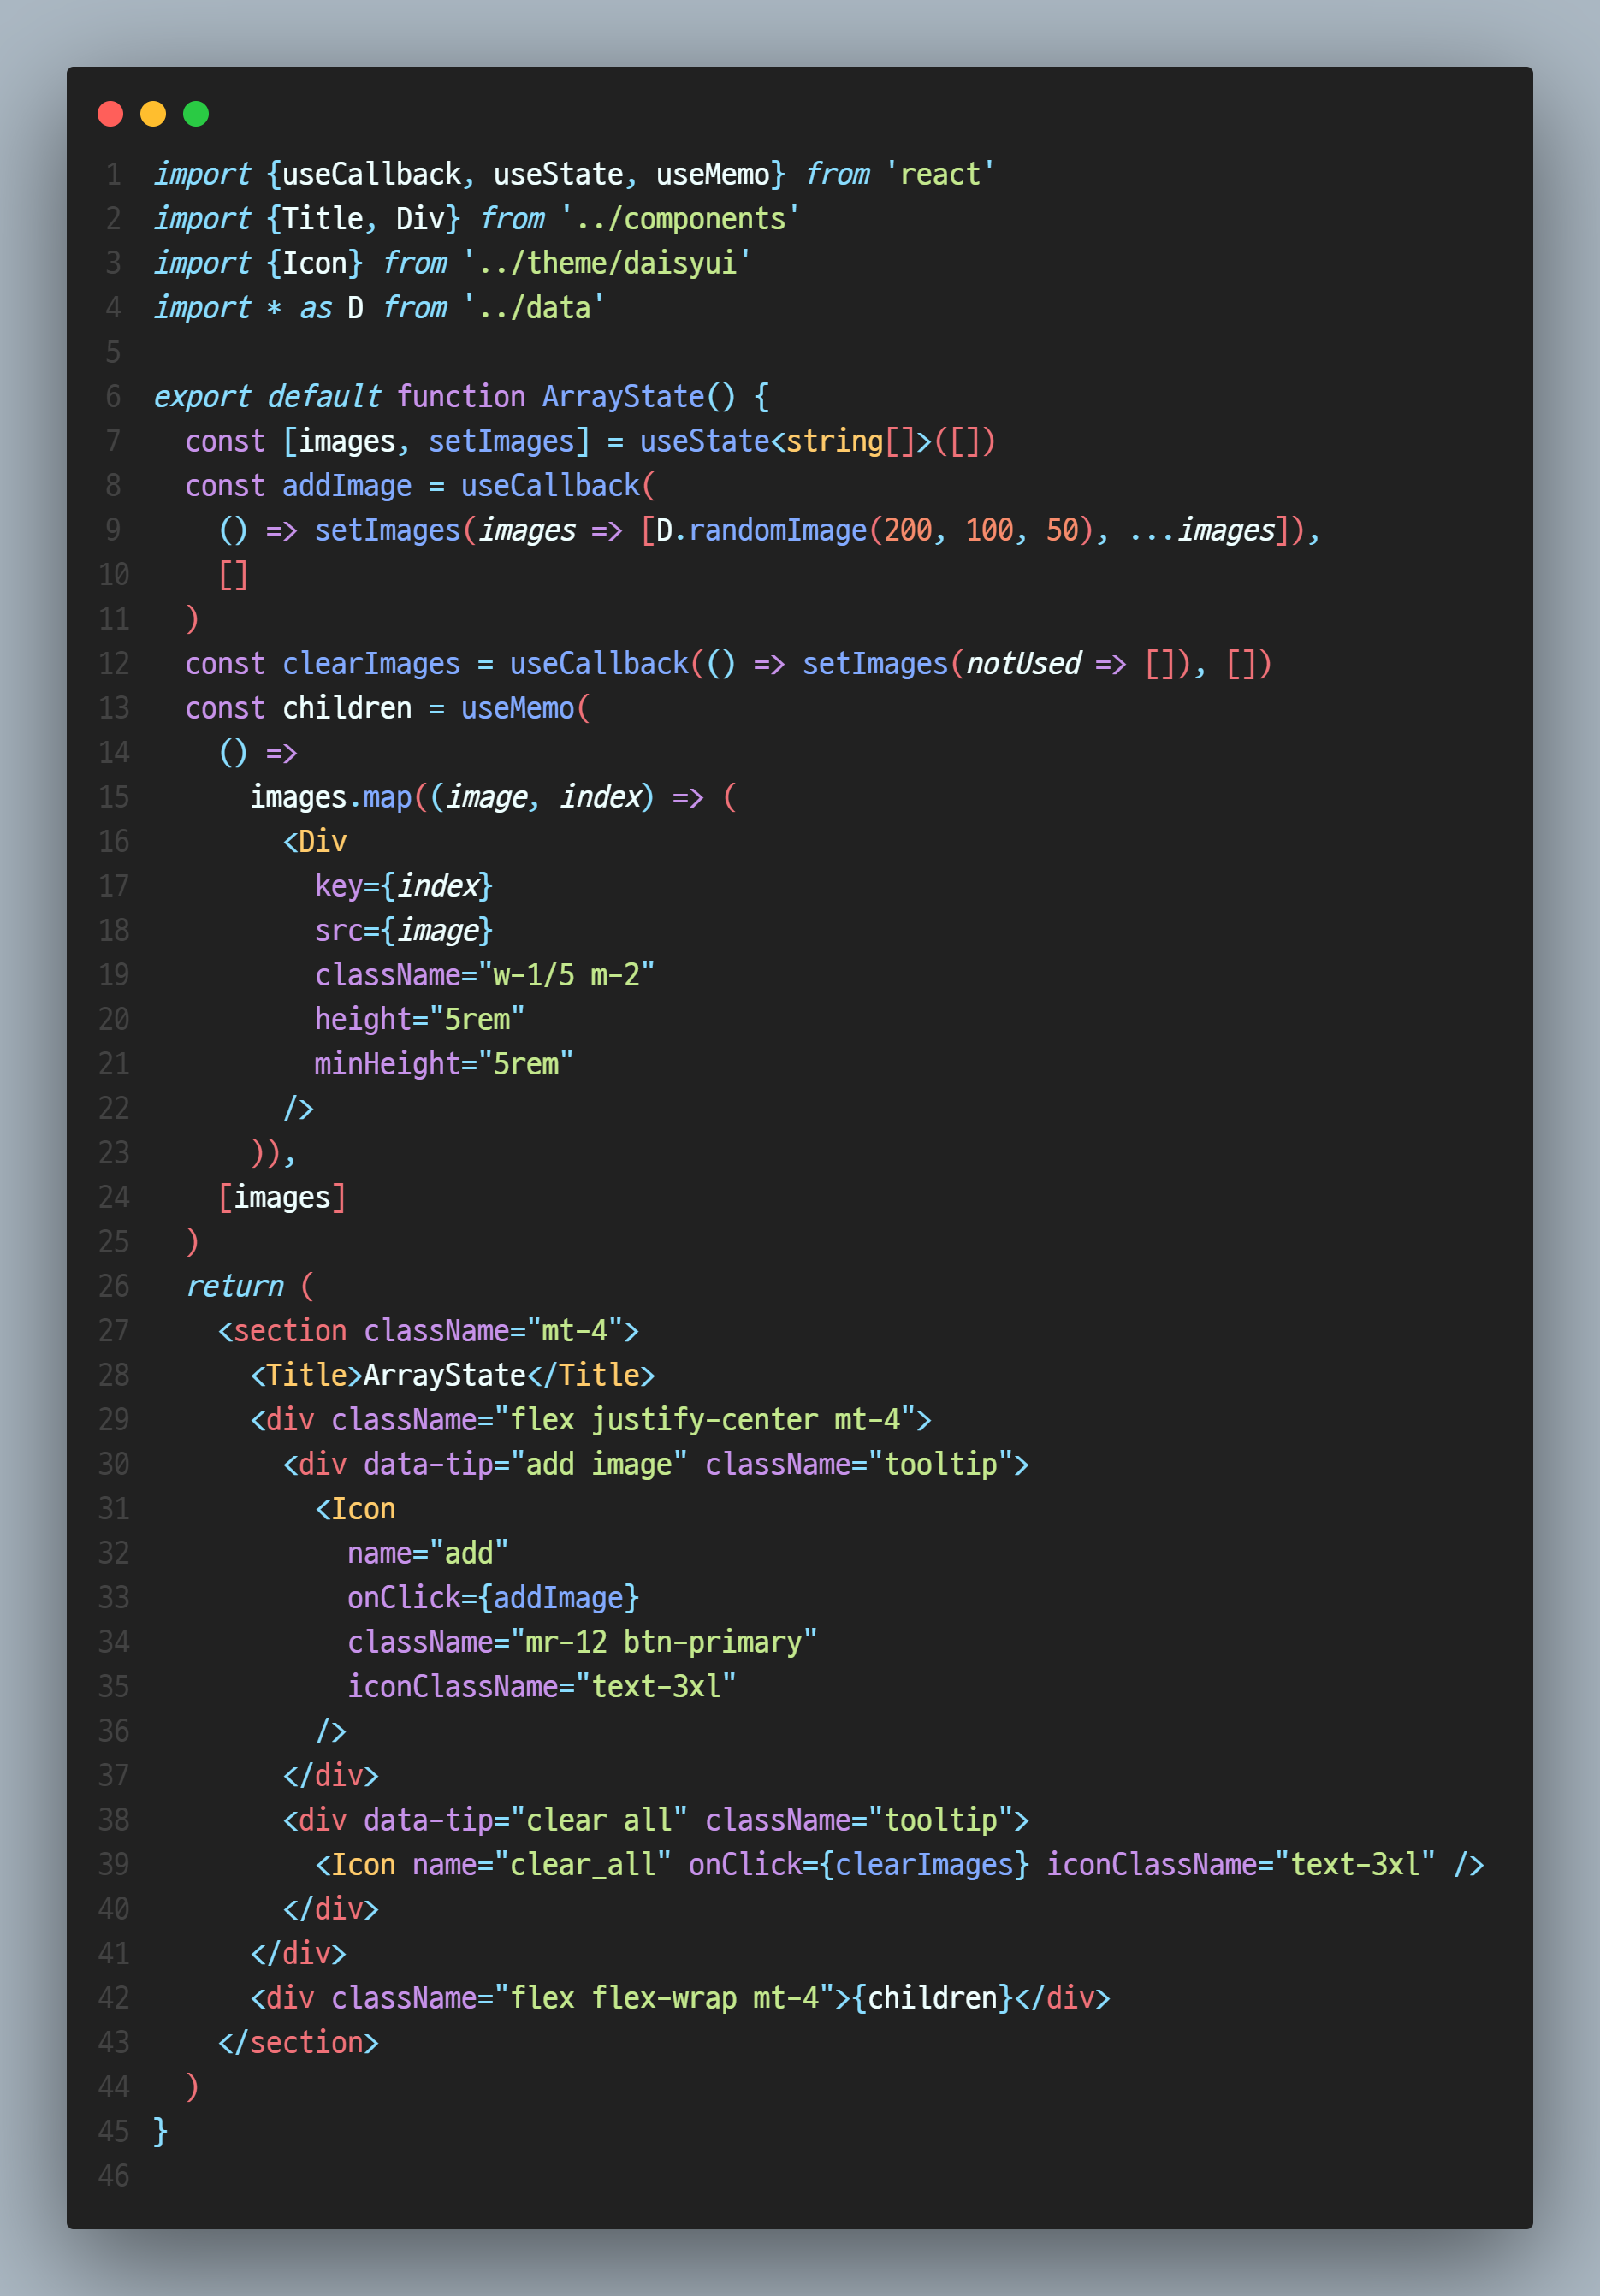 1 import {useCallback, useState, useMemo} from 'react'
2 import {Title, Div} from '../components'
3 import {Icon} from '../theme/daisyui'
4 import * as D from '../data'
5
6 export default function ArrayState() {
7   const [images, setImages] = useState<string[]>([])
8   const addImage = useCallback(
9     () => setImages(images => [D.randomImage(200, 100, 50), ...images]),
10     []
11   )
12   const clearImages = useCallback(() => setImages(notUsed => []), [])
13   const children = useMemo(
14     () =>
15       images.map((image, index) => (
16         <Div
17           key={index}
18           src={image}
19           className="w-1/5 m-2"
20           height="5rem"
21           minHeight="5rem"
22         />
23       )),
24     [images]
25   )
26   return (
27     <section className="mt-4">
28       <Title>ArrayState</Title>
29       <div className="flex justify-center mt-4">
30         <div data-tip="add image" className="tooltip">
31           <Icon
32             name="add"
33             onClick={addImage}
34             className="mr-12 btn-primary"
35             iconClassName="text-3xl"
36           />
37         </div>
38         <div data-tip="clear all" className="tooltip">
39           <Icon name="clear_all" onClick={clearImages} iconClassName="text-3xl" />
40         </div>
41       </div>
42       <div className="flex flex-wrap mt-4">{children}</div>
43     </section>
44   )
45 }
46